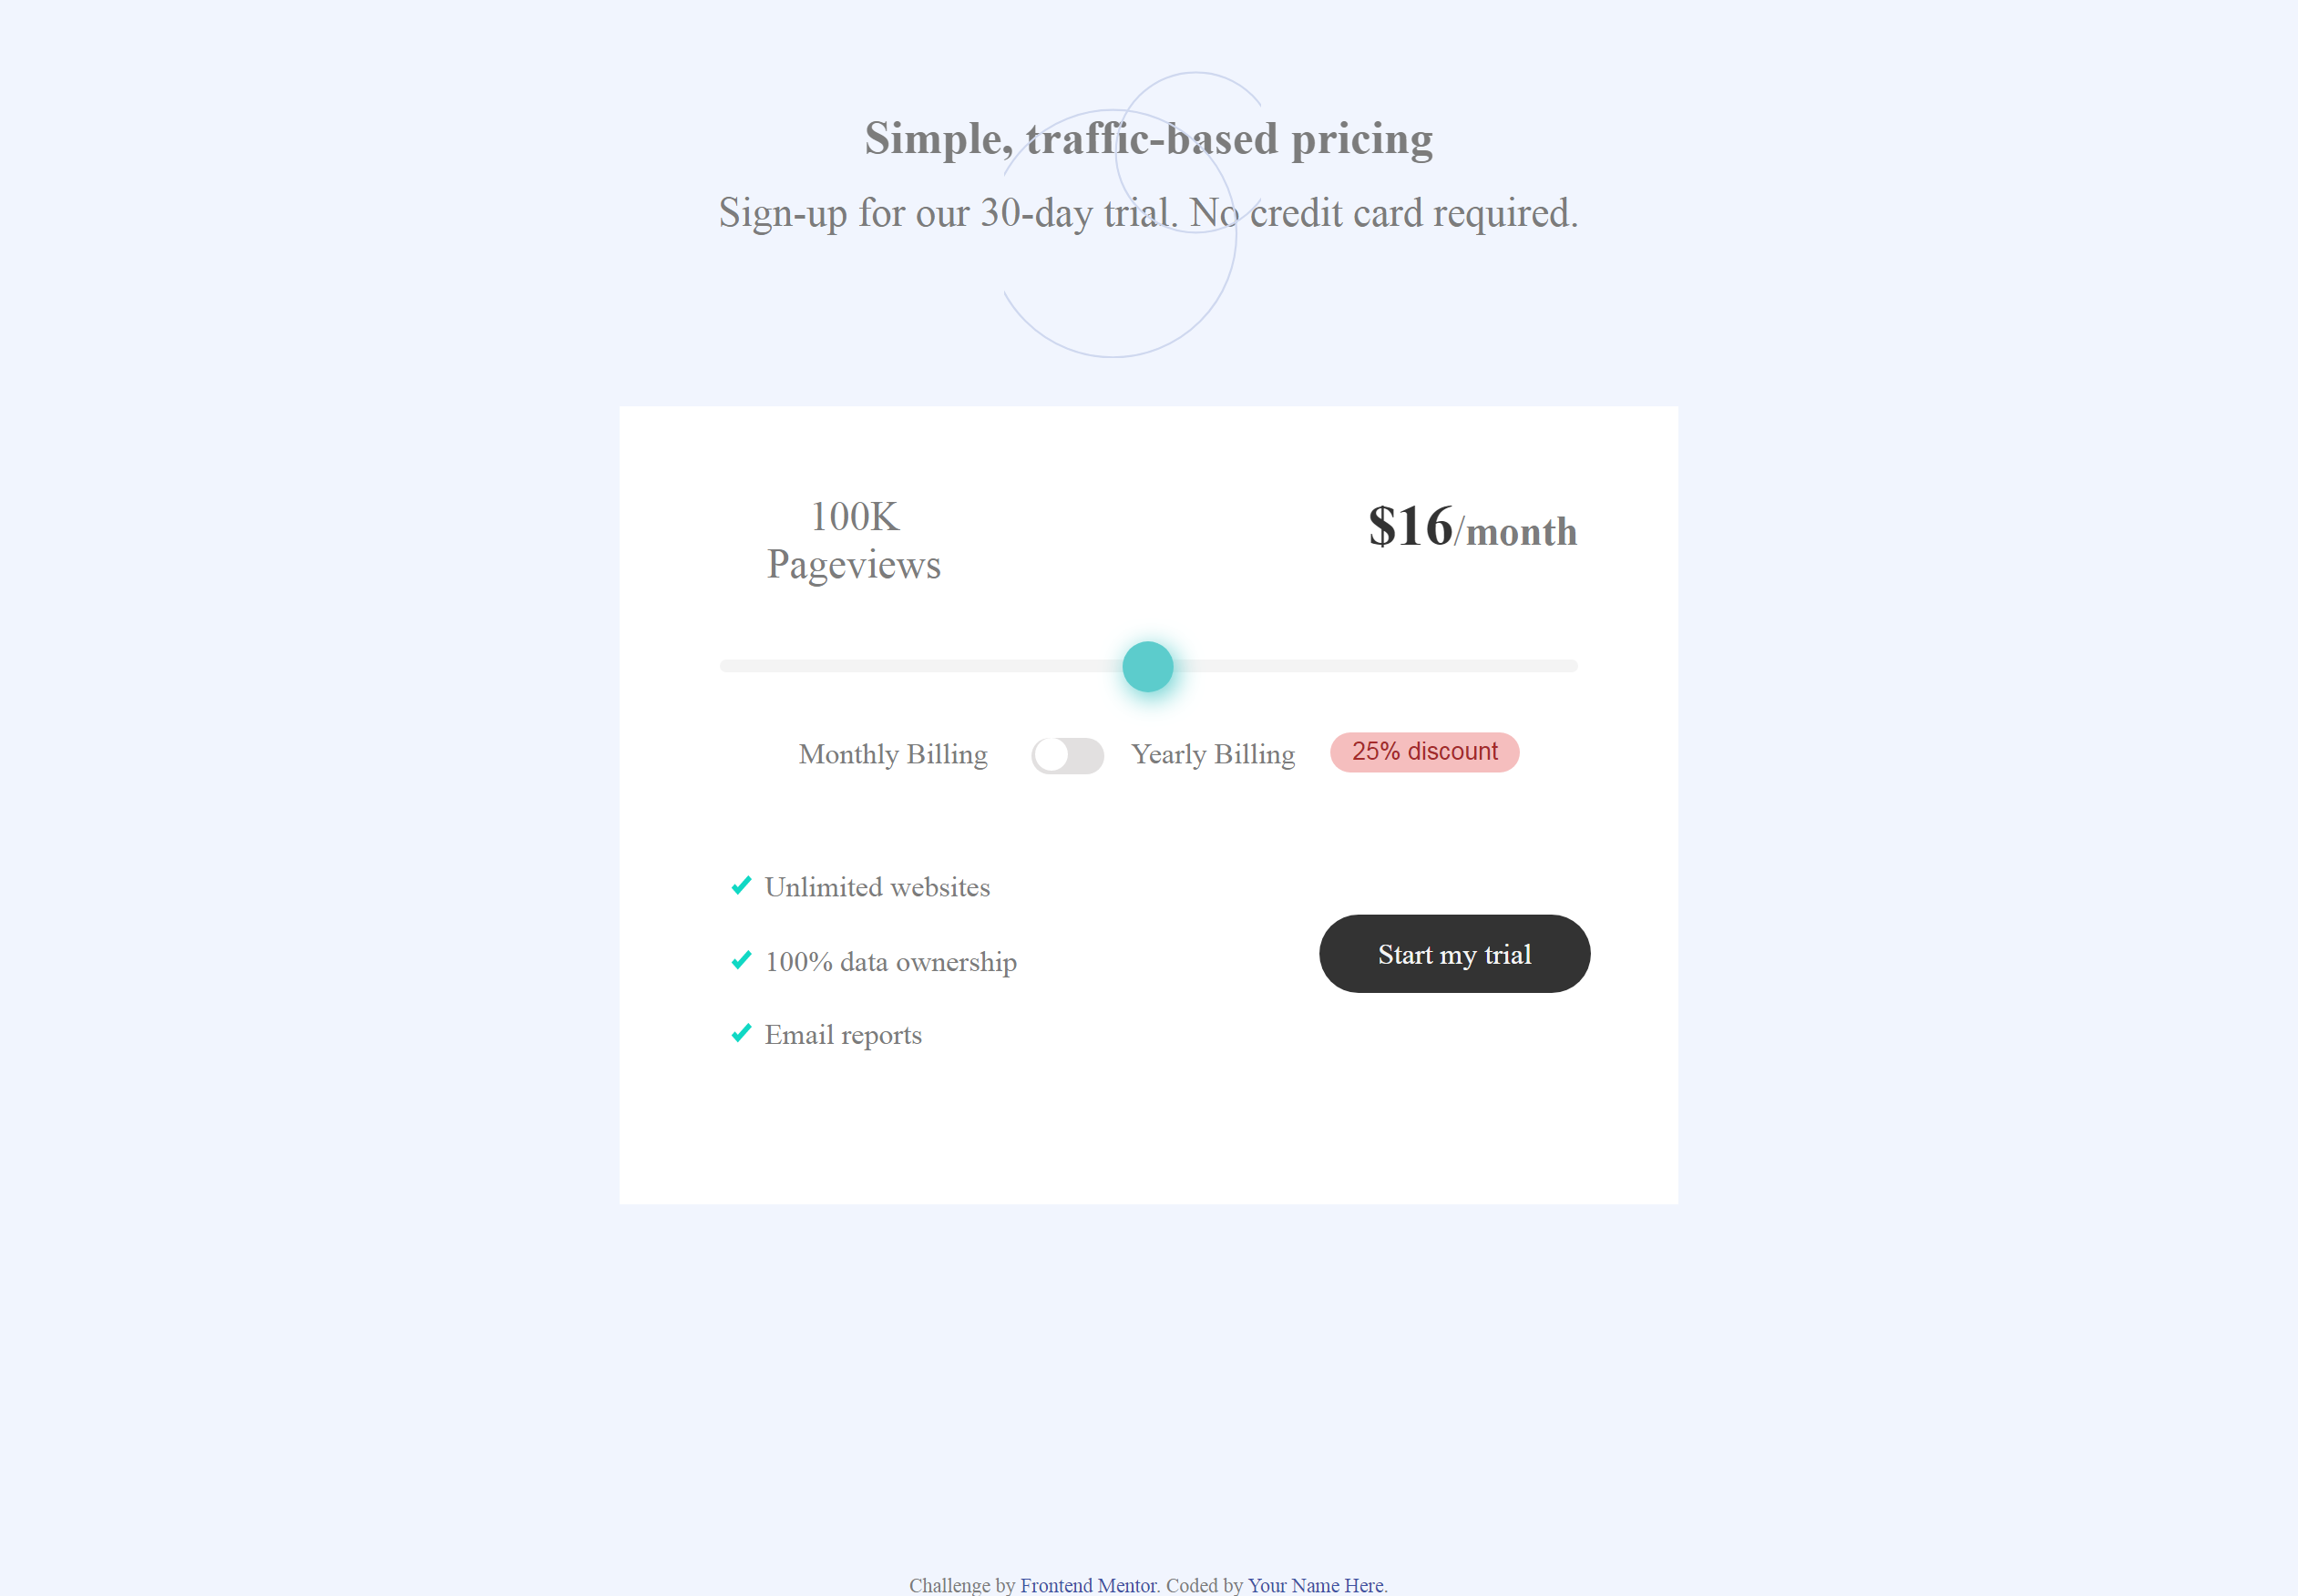 Simple, traffic-based pricing
Sign-up for our 30-day trial. No credit card required.
100K
Pageviews
$16/month
Monthly Billing
Yearly Billing
25% discount
Unlimited websites
100% data ownership
Email reports
Start my trial
Challenge by Frontend Mentor. Coded by Your Name Here.